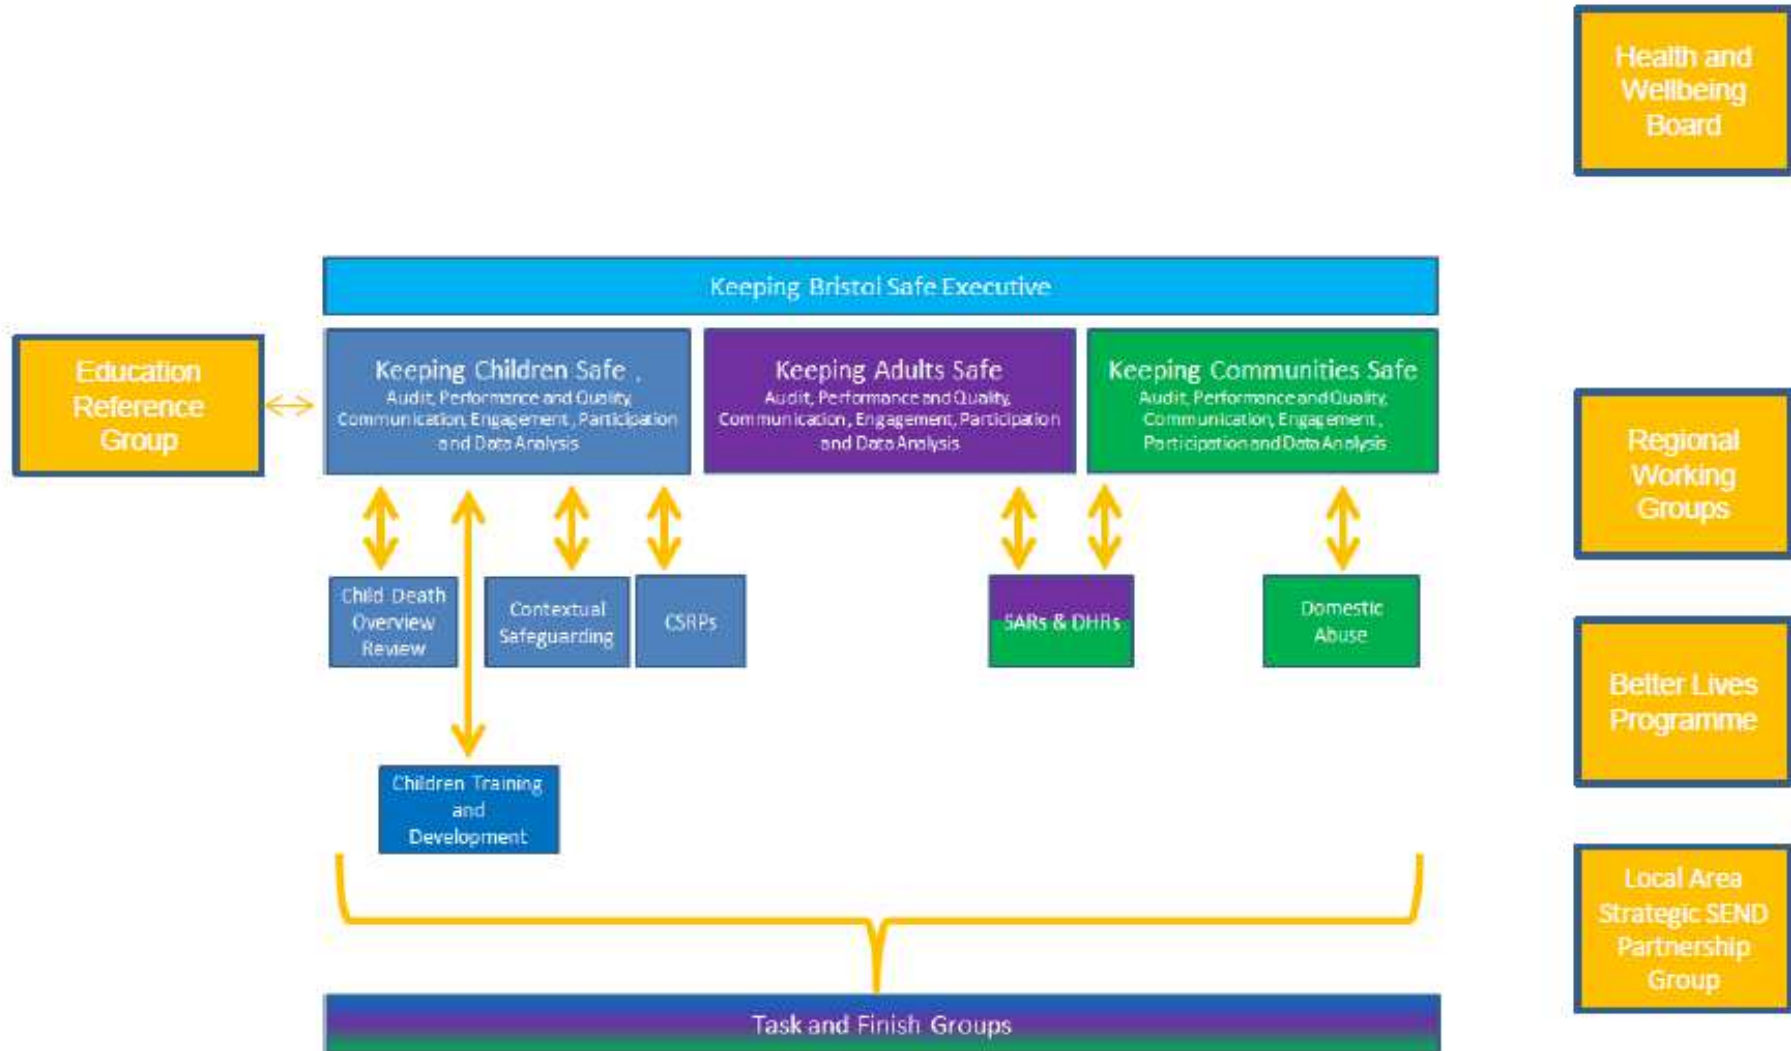 Health and
Wellbeing
Board
Keeping Bristol Safe Executive
Education
Reference
Group
Keeping Children Safe .
Audit, Performance and Quality,
Communication, Engagement , Participation
and Data Analysis
Keeping Adults Safe
Audit, Performance and Quality,
Communication, Engagement, Participation
and Data Analysis
Keeping Communities Safe
Audit, Performance and Quality,
Communication, Engagement ,
Participation and Data Analysis
Regional
Working
Groups
Child Death
Overview
Review
Contextual
Safeguarding
CSRPs
SARs & DHRs
Domestic
Abuse
Better Lives
Programme
Children Training
and
Development
Local Area
Strategic SEND
Partnership
Group
Task and Finish Groups